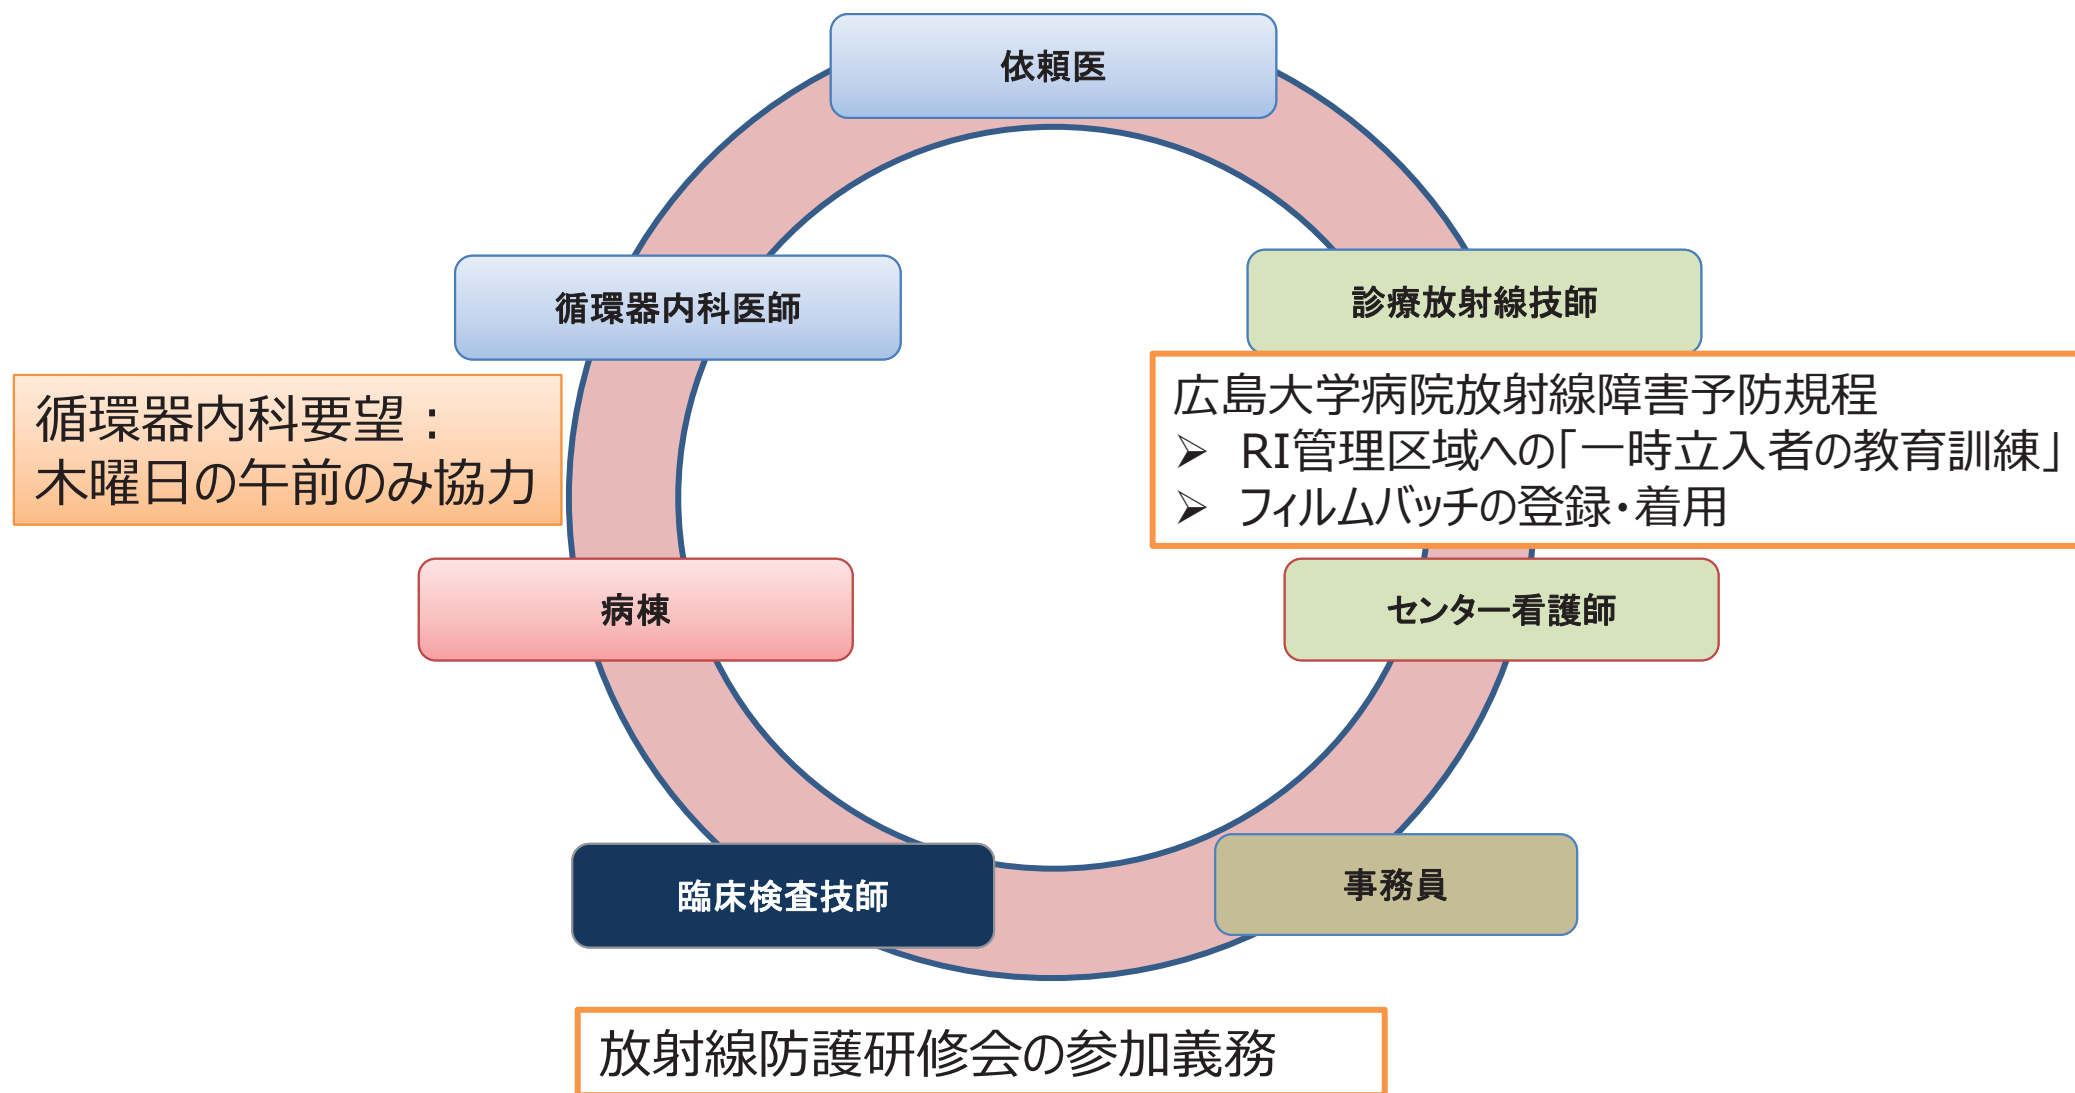 依頼医
循環器内科医師
診療放射線技師
循環器内科要望：
木曜日の午前のみ協力
広島大学病院放射線障害予防規程
➢ RI管理区域への「一時立入者の教育訓練」
➢ フィルムバッチの登録・着用
病棟
センター看護師
臨床検査技師
事務員
放射線防護研修会の参加義務